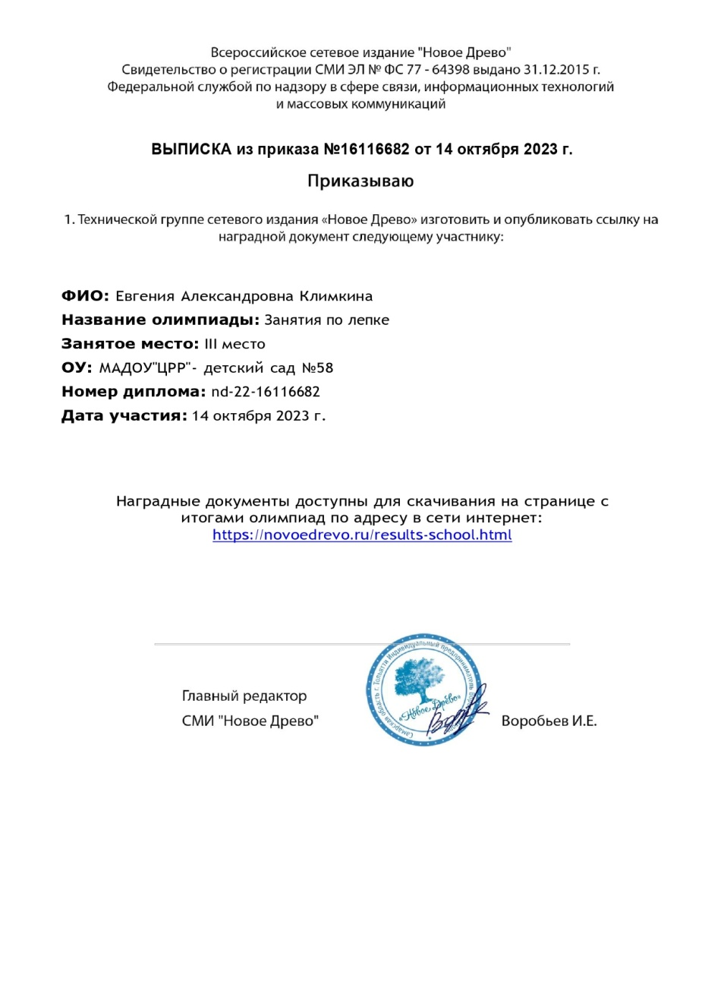 Всероссийское сетевое издание "Новое Древо"
Свидетельство о регистрации СМИ ЭЛ № ФС 77 - 64398 выдано 31.12.2015 г.
Федеральной службой по надзору в сфере связи, информационных технологий
и массовых коммуникаций
ВЫПИСКА из приказа №16116682 от 14 октября 2023 г.
Приказываю
1. Технической группе сетевого издания «Новое Древо» изготовить и опубликовать ссылку на
наградной документ следующему участнику:
ФИО: Евгения Александровна Климкина
Название олимпиады: Занятия по лепке
Занятое место: III место
ОУ: МАДОУ"ЦРР"- детский сад №58
Номер диплома: nd-22-16116682
Дата участия: 14 октября 2023 г.
Наградные документы доступны для скачивания на странице с
итогами олимпиад по адресу в сети интернет:
https://novoedrevo.ru/results-school.html
Самарская область г. Тольятти Индивидуальный предприниматель
«Новое Древо»
Главный редактор
СМИ "Новое Древо"
Воробьев И.Е.